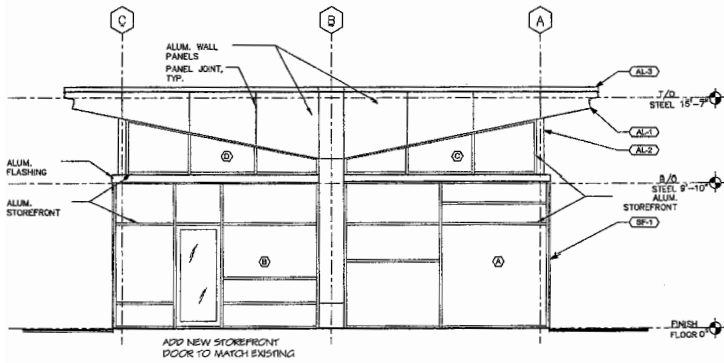 C
B
A
ALUM. WALL
PANELS
PANEL JOINT,
TYP.
AL-3
T/O
STEEL 15'-7"
AL-1
AL-2
D
C
ALUM.
FLASHING
B/O
STEEL 9'-10"
ALUM.
STOREFRONT
ALUM.
STOREFRONT
SF-1
B
A
FINISH
FLOOR 0"
ADD NEW STOREFRONT
DOOR TO MATCH EXISTING